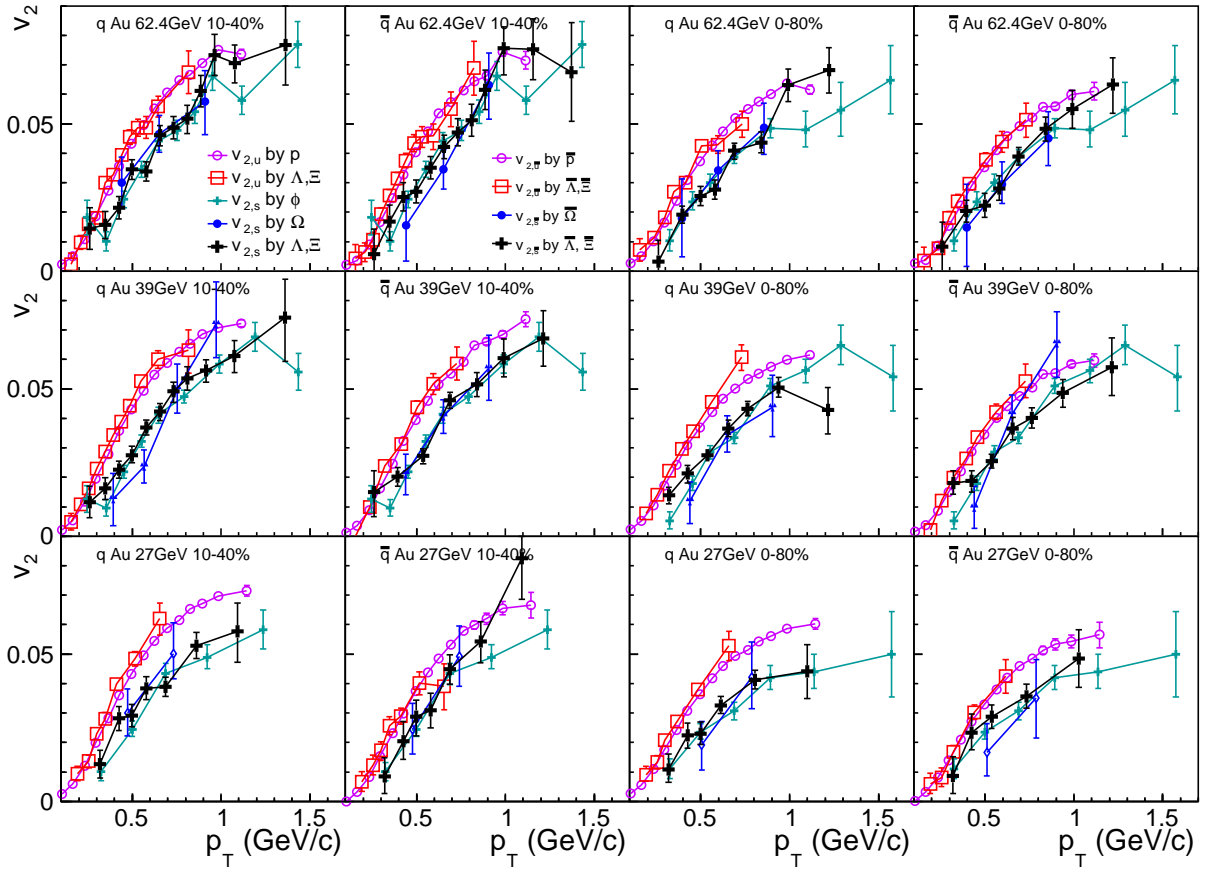 q Au 62.4GeV 10-40%
q̅ Au 62.4GeV 10-40%
q Au 62.4GeV 0-80%
q̅ Au 62.4GeV 0-80%
v₂
0.05
0
v₂,ᵤ by p
v₂,ᵤ by Λ,Ξ
v₂,ₛ by ϕ
v₂,ₛ by Ω
v₂,ₛ by Λ,Ξ
v₂,ᵤ̅ by p̅
v₂,ᵤ̅ by Λ̅,Ξ̅
v₂,ₛ̅ by Ω̅
v₂,ₛ̅ by Λ̅,Ξ̅
q Au 39GeV 10-40%
q̅ Au 39GeV 10-40%
q Au 39GeV 0-80%
q̅ Au 39GeV 0-80%
v₂
0.05
0
q Au 27GeV 10-40%
q̅ Au 27GeV 10-40%
q Au 27GeV 0-80%
q̅ Au 27GeV 0-80%
v₂
0.05
0
0.5 1 1.5
0.5 1 1.5
0.5 1 1.5
0.5 1 1.5
p_T (GeV/c)
p_T (GeV/c)
p_T (GeV/c)
p_T (GeV/c)